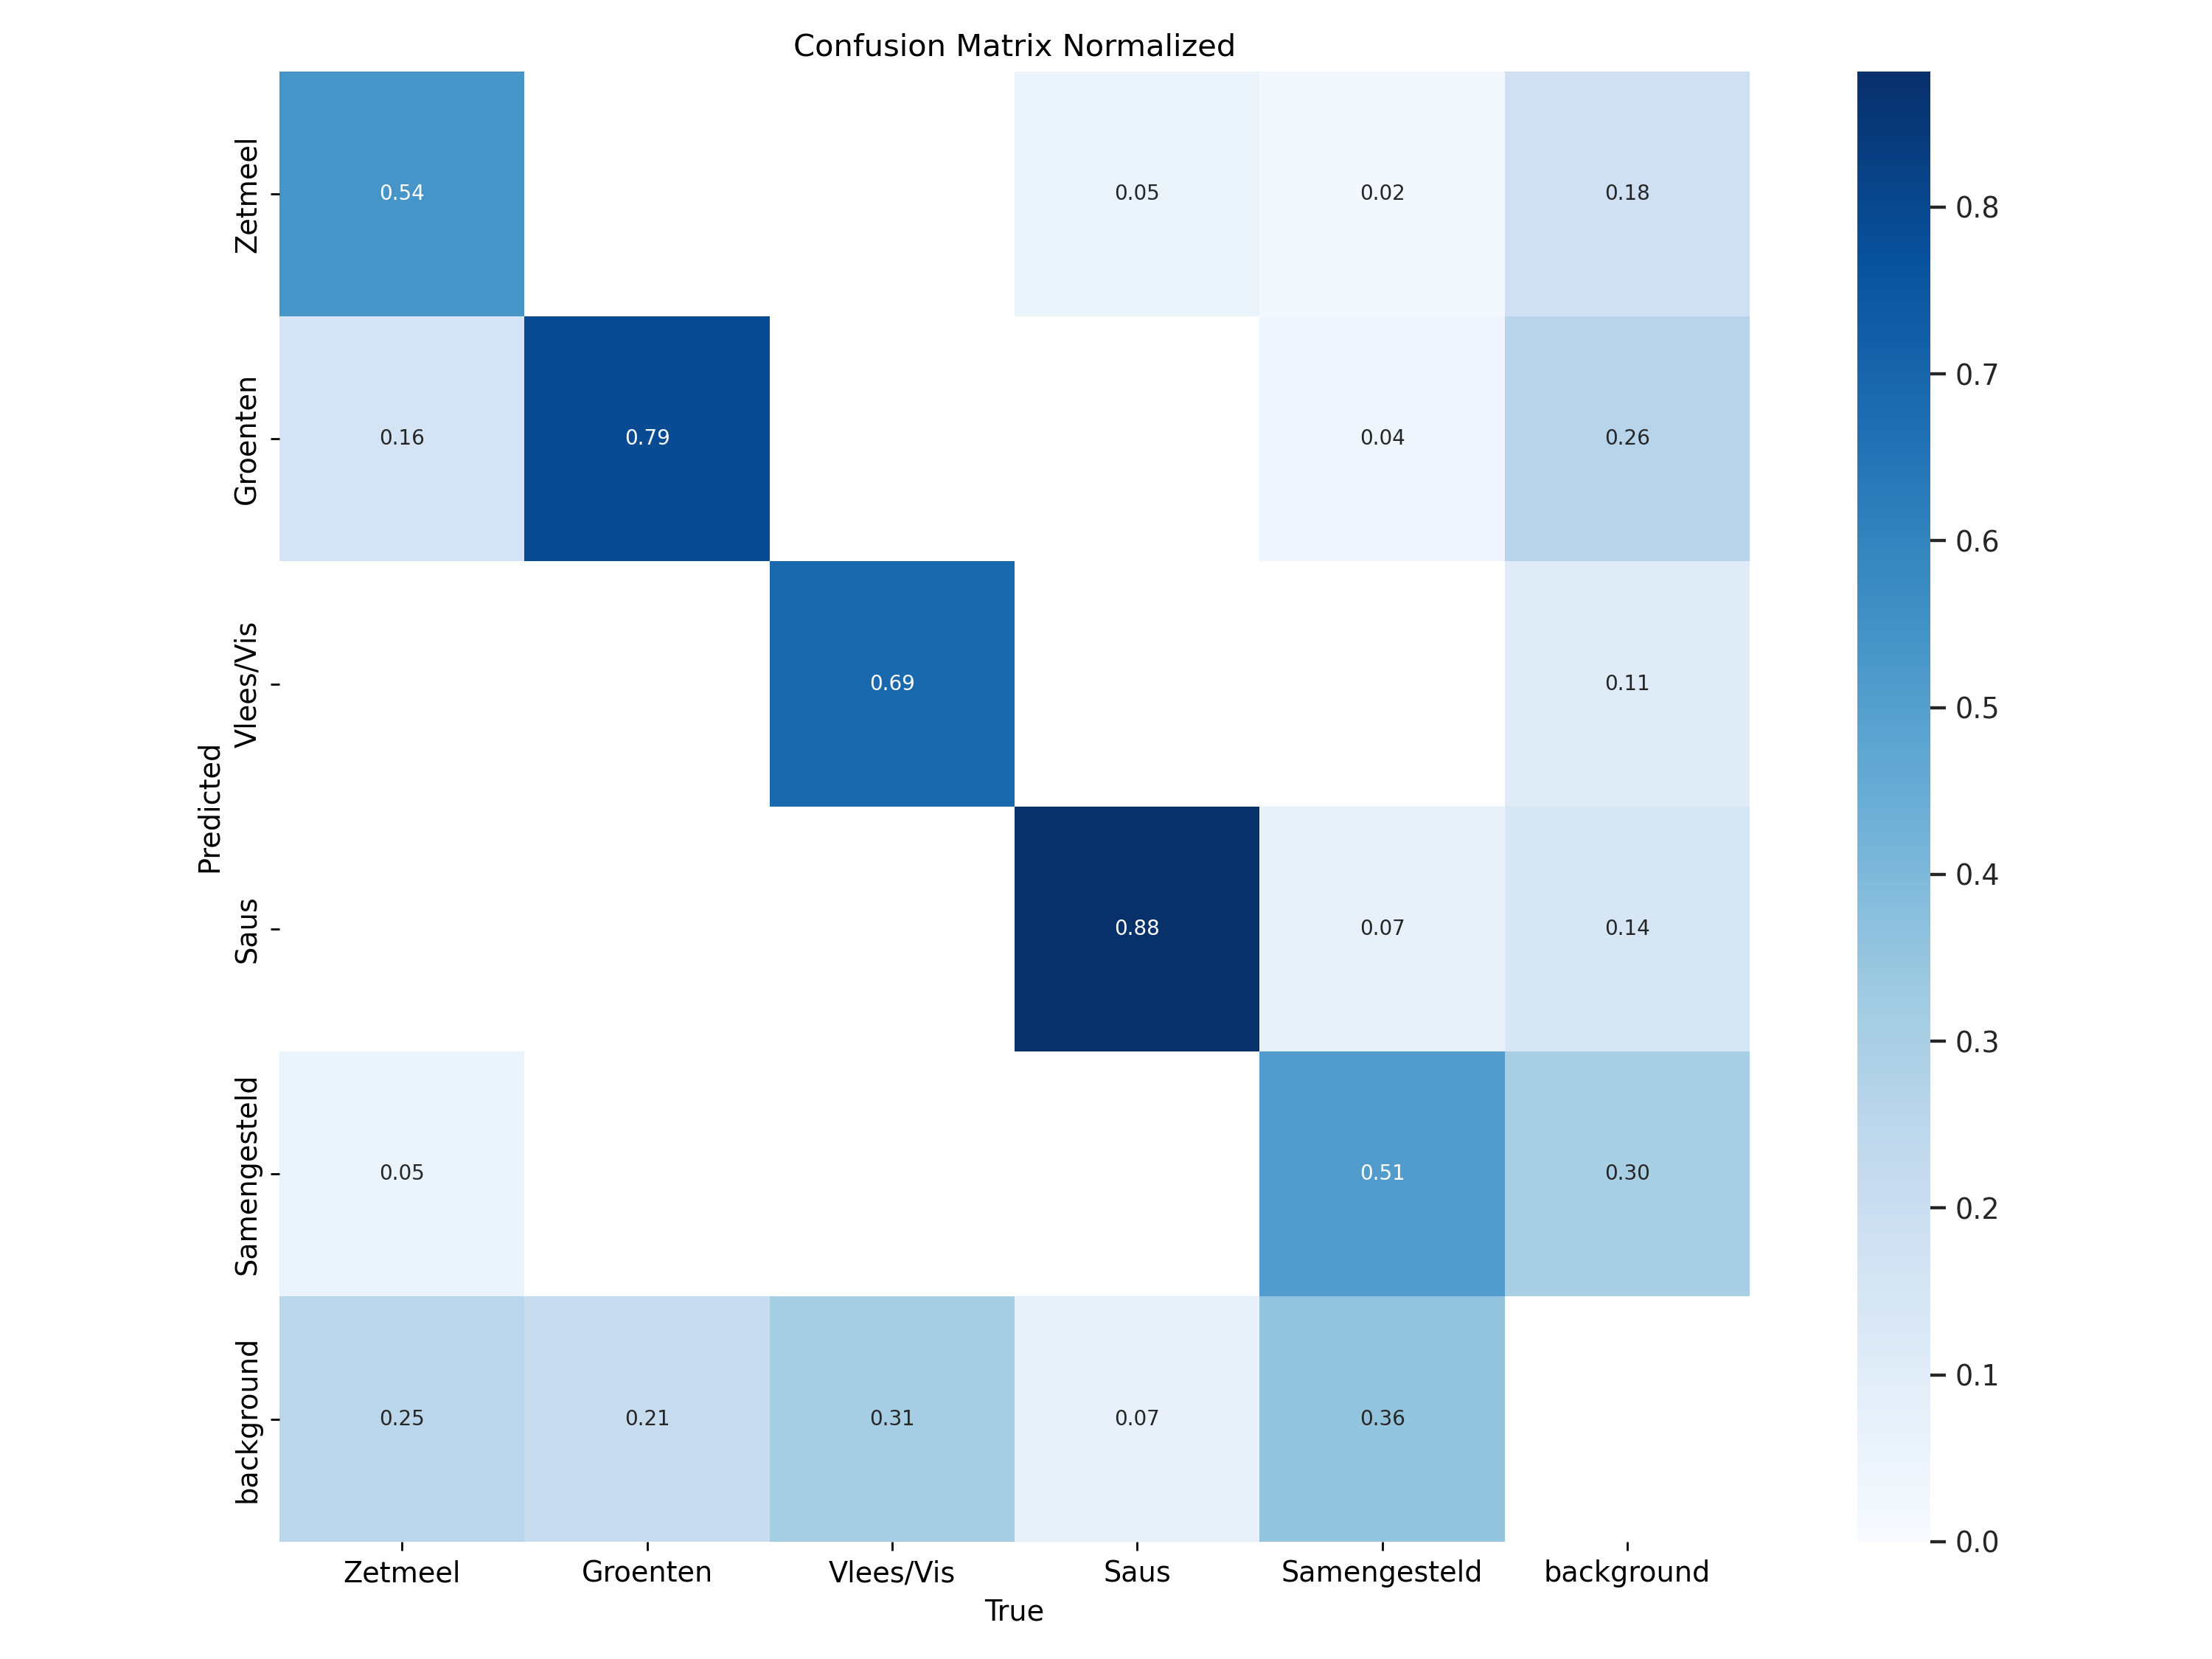 Confusion Matrix Normalized
Predicted
Zetmeel
0.54
0.05
0.02
0.18
Groenten
0.16
0.79
0.04
0.26
Vlees/Vis
0.69
0.11
Saus
0.88
0.07
0.14
Samengesteld
0.05
0.51
0.30
background
0.25
0.21
0.31
0.07
0.36
Zetmeel
Groenten
Vlees/Vis
Saus
Samengesteld
background
True
0.8
0.7
0.6
0.5
0.4
0.3
0.2
0.1
0.0